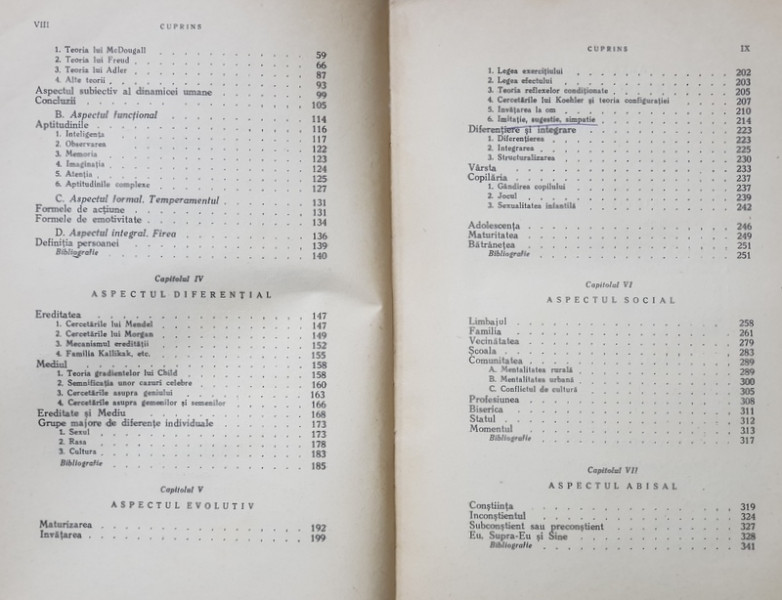 VIII CUPRINS
1. Teoria lui McDougall 59
2. Teoria lui Freud 66
3. Teoria lui Adler 87
4. Alte teorii 93
Aspectul subiectiv al dinamicei umane 99
Concluzii 105
B. Aspectul funcțional 114
Aptitudinile 116
1. Inteligența 117
2. Observarea 122
3. Memoria 123
4. Imaginația 124
5. Atenția 125
6. Aptitudinile complexe 127
C. Aspectul formal. Temperamentul 131
Formele de acțiune 131
Formele de emotivitate 134
D. Aspectul integral. Firea 136
Definiția persoanei 139
Bibliografie 140
Capitolul IV
ASPECTUL DIFERENȚIAL
Ereditatea 147
1. Cercetările lui Mendel 147
2. Cercetările lui Morgan 149
3. Mecanismul eredității 152
4. Familia Kallikak, etc. 155
Mediul 158
1. Teoria gradientelor lui Child 158
2. Semnificația unor cazuri celebre 160
3. Cercetările asupra geniului 163
4. Cercetările asupra gemenilor și semenilor 166
Ereditate și Mediu 168
Grupe majore de diferențe individuale 173
1. Sexul 173
2. Rasa 178
3. Cultura 183
Bibliografie 185
Capitolul V
ASPECTUL EVOLUTIV
Maturizarea 192
Învățarea 199
CUPRINS IX
1. Legea exercițiului 202
2. Legea efectului 203
3. Teoria reflexelor condiționate 205
4. Cercetările lui Koehler și teoria configurației 207
5. Învățarea la om 210
6. Imitație, sugestie, simpatie 214
Diferențiere și integrare 223
1. Diferențierea 223
2. Integrarea 225
3. Structuralizarea 230
Vârsta 233
Copilăria 237
1. Gândirea copilului 237
2. Jocul 239
3. Sexualitatea infantilă 242
Adolescența 246
Maturitatea 249
Bătrânețea 251
Bibliografie 251
Capitolul VI
ASPECTUL SOCIAL
Limbajul 258
Familia 261
Vecinătatea 279
Școala 283
Comunitatea 289
A. Mentalitatea rurală 289
B. Mentalitatea urbană 300
C. Conflictul de cultură 305
Profesiunea 308
Biserica 311
Statul 312
Momentul 313
Bibliografie 317
Capitolul VII
ASPECTUL ABISAL
Conștiința 319
Inconștientul 324
Subconștient sau preconștient 327
Eu, Supra-Eu și Sine 328
Bibliografie 341